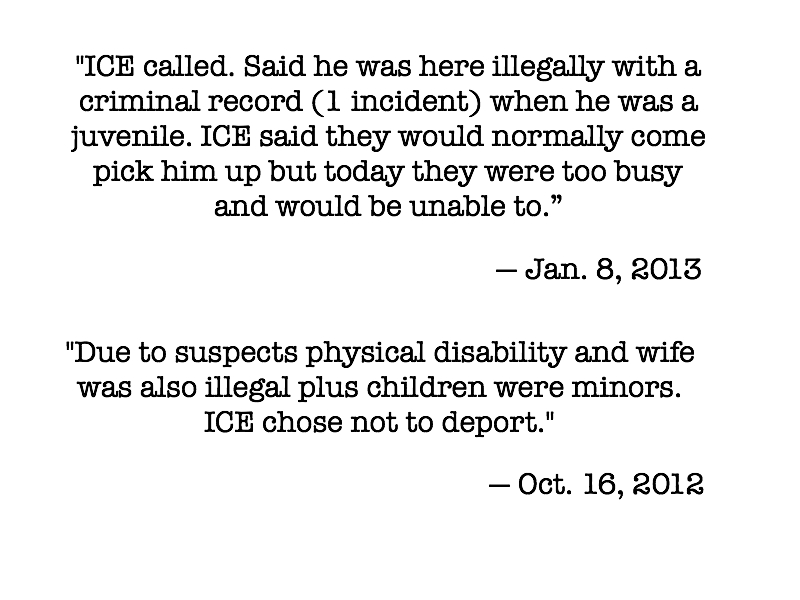 "ICE called. Said he was here illegally with a
criminal record (1 incident) when he was a
juvenile. ICE said they would normally come
pick him up but today they were too busy
and would be unable to.”
— Jan. 8, 2013
"Due to suspects physical disability and wife
was also illegal plus children were minors.
ICE chose not to deport."
— Oct. 16, 2012